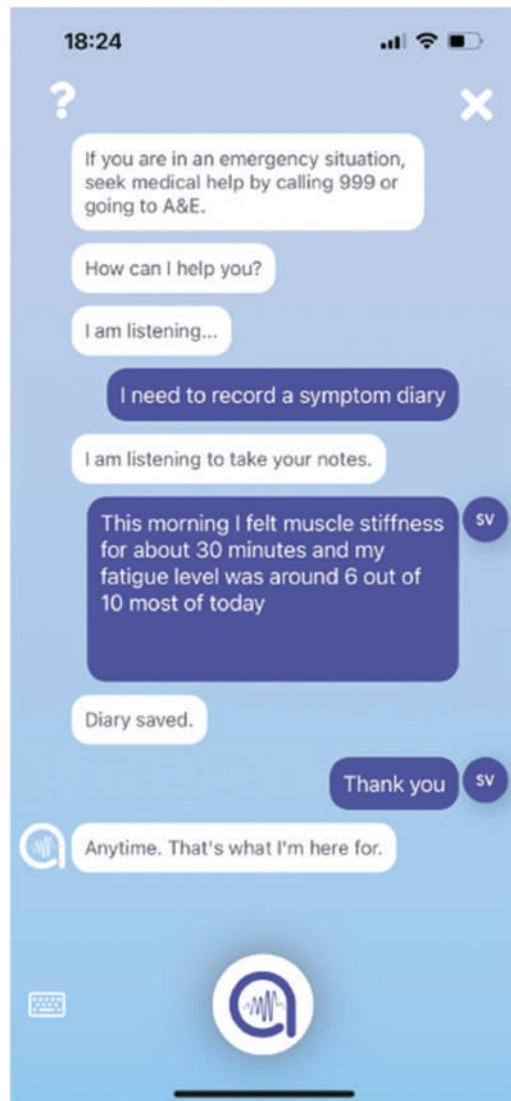 18:24
?
If you are in an emergency situation,
seek medical help by calling 999 or
going to A&E.
How can I help you?
I am listening...
I need to record a symptom diary
I am listening to take your notes.
This morning I felt muscle stiffness
for about 30 minutes and my
fatigue level was around 6 out of
10 most of today
SV
Diary saved.
Thank you
SV
Anytime. That's what I'm here for.